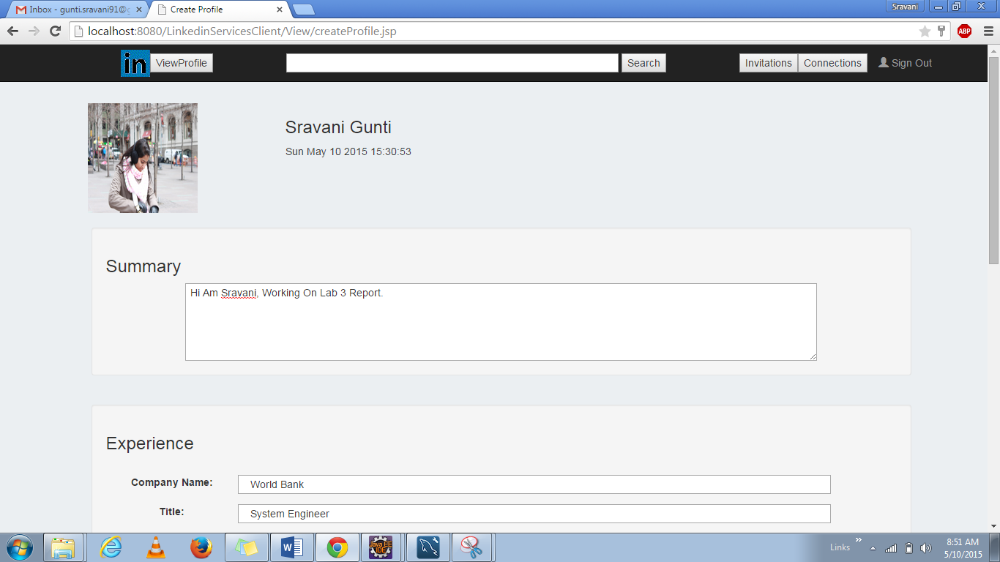 Inbox - gunti.sravani91@g
Create Profile
Sravani
localhost:8080/LinkedinServicesClient/View/createProfile.jsp
ABP
in
ViewProfile
Search
Invitations
Connections
Sign Out
Sravani Gunti
Sun May 10 2015 15:30:53
Summary
Hi Am Sravani, Working On Lab 3 Report.
Experience
Company Name:
World Bank
Title:
System Engineer
Java EE
IDE
Links
8:51 AM
5/10/2015